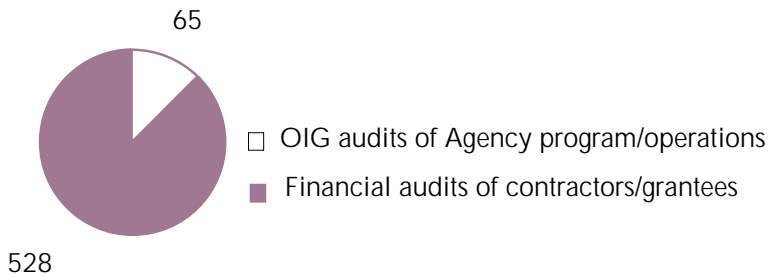 65
OIG audits of Agency program/operations
Financial audits of contractors/grantees
528